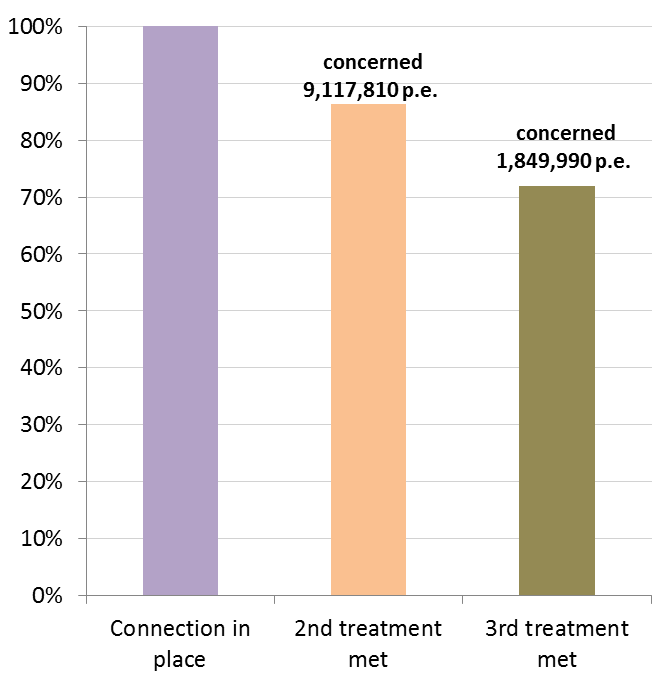 100%
90%
80%
70%
60%
50%
40%
30%
20%
10%
0%
concerned
9,117,810 p.e.
concerned
1,849,990 p.e.
Connection in
place
2nd treatment
met
3rd treatment
met